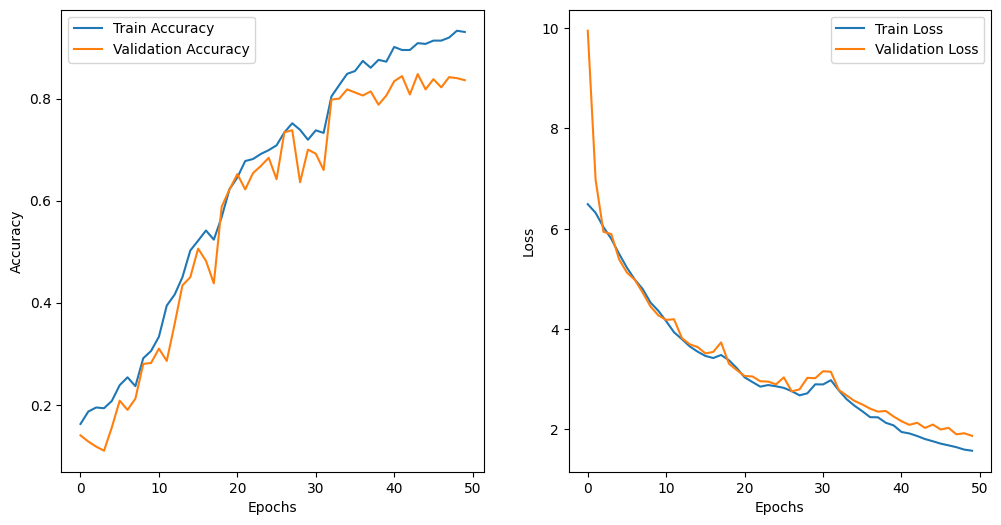 Train Accuracy
Validation Accuracy
0.8
0.6
0.4
0.2
Accuracy
0 10 20 30 40 50
Epochs
Train Loss
Validation Loss
10
8
6
4
2
Loss
0 10 20 30 40 50
Epochs